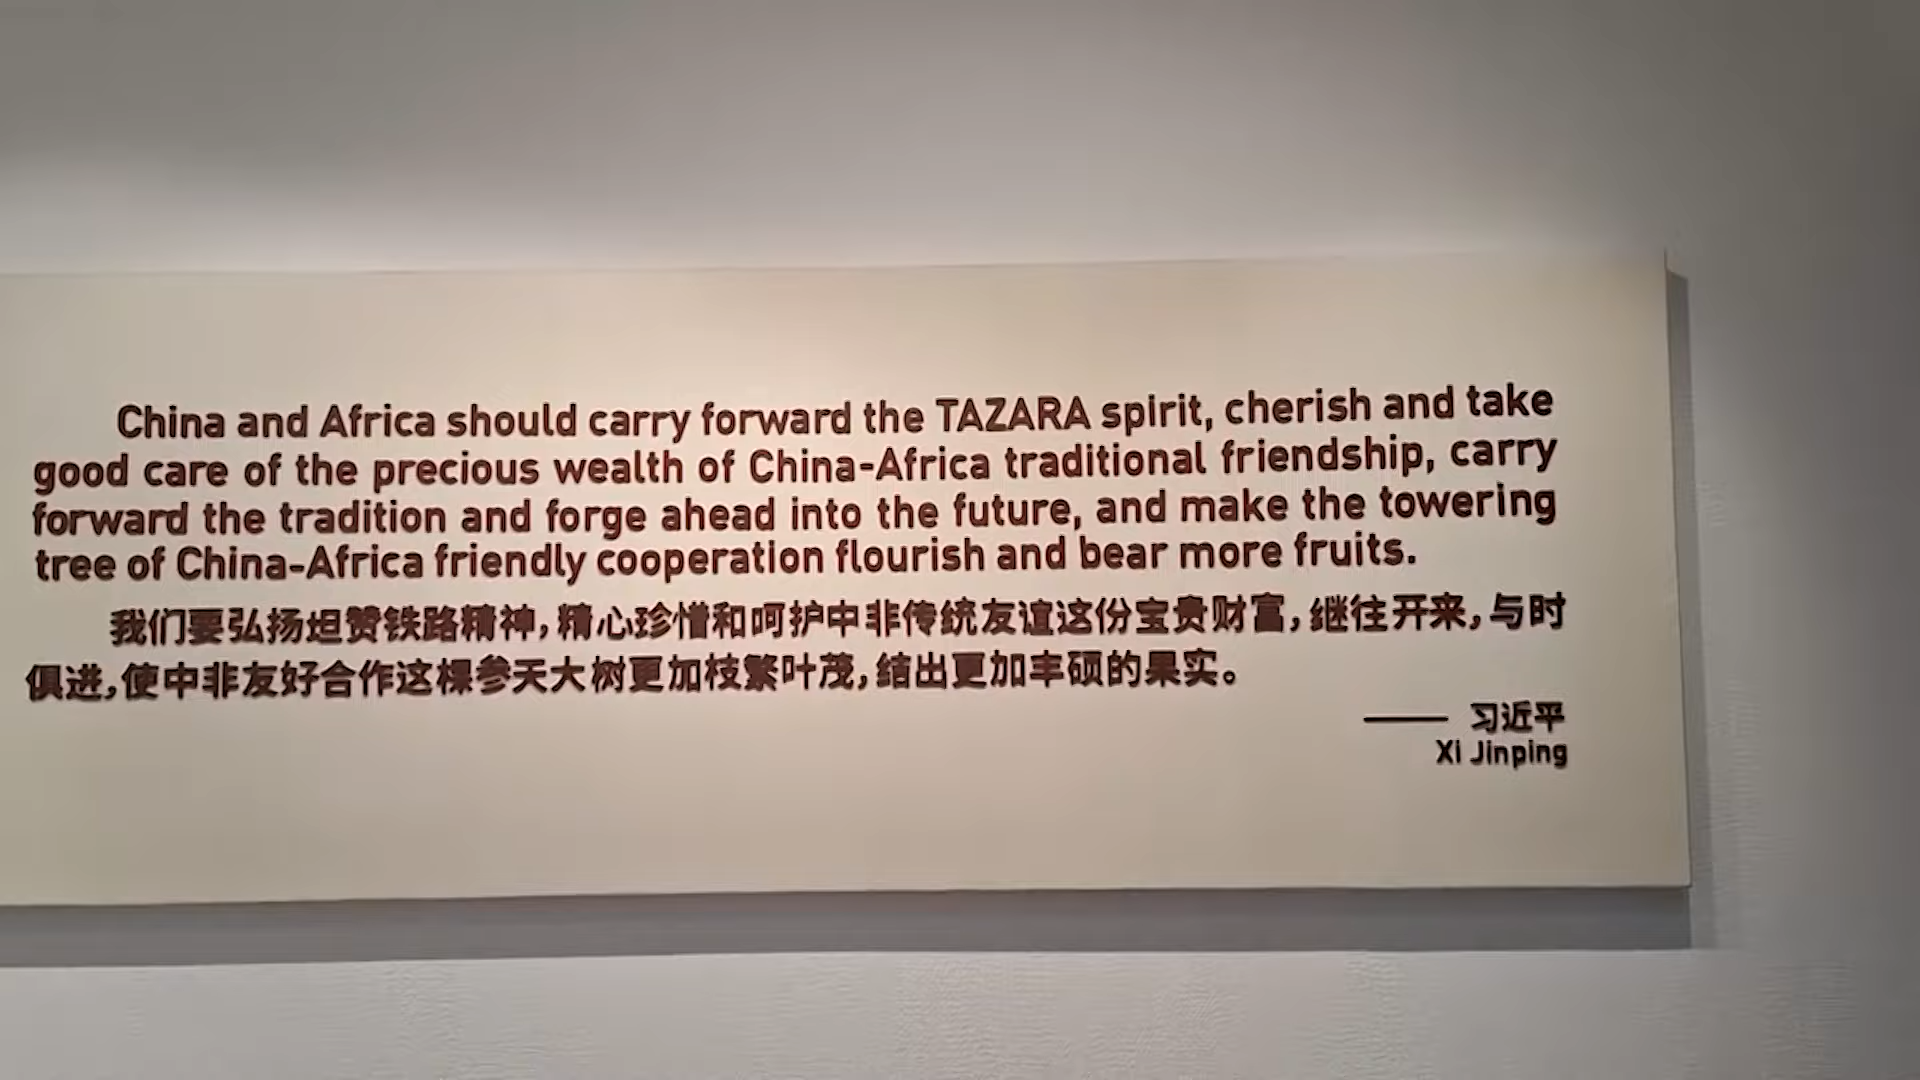 China and Africa should carry forward the TAZARA spirit, cherish and take
good care of the precious wealth of China-Africa traditional friendship, carry
forward the tradition and forge ahead into the future, and make the towering
tree of China-Africa friendly cooperation flourish and bear more fruits.
我们要弘扬坦赞铁路精神,精心珍惜和呵护中非传统友谊这份宝贵财富,继往开来,与时
俱进,使中非友好合作这棵参天大树更加枝繁叶茂,结出更加丰硕的果实。
—— 习近平
Xi Jinping